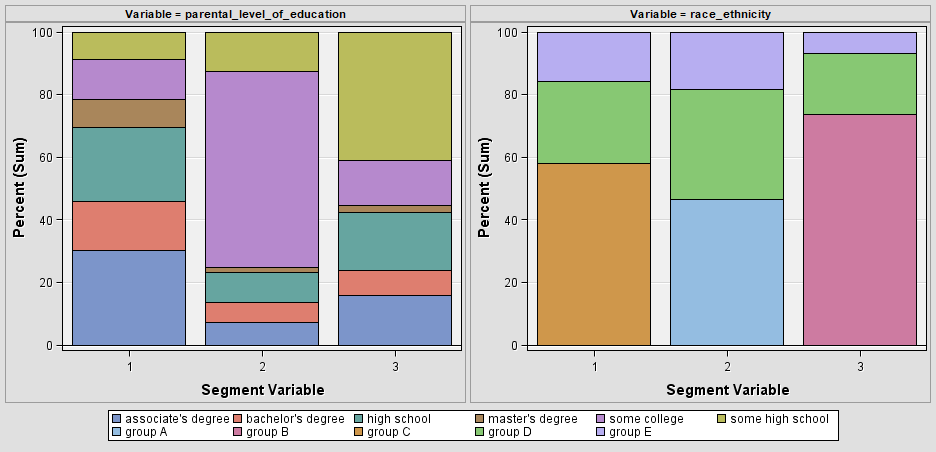 Variable = parental_level_of_education
Variable = race_ethnicity
100
80
60
40
20
0
Percent (Sum)
1
2
3
Segment Variable
100
80
60
40
20
0
Percent (Sum)
1
2
3
Segment Variable
associate's degree bachelor's degree high school master's degree some college some high school
group A group B group C group D group E